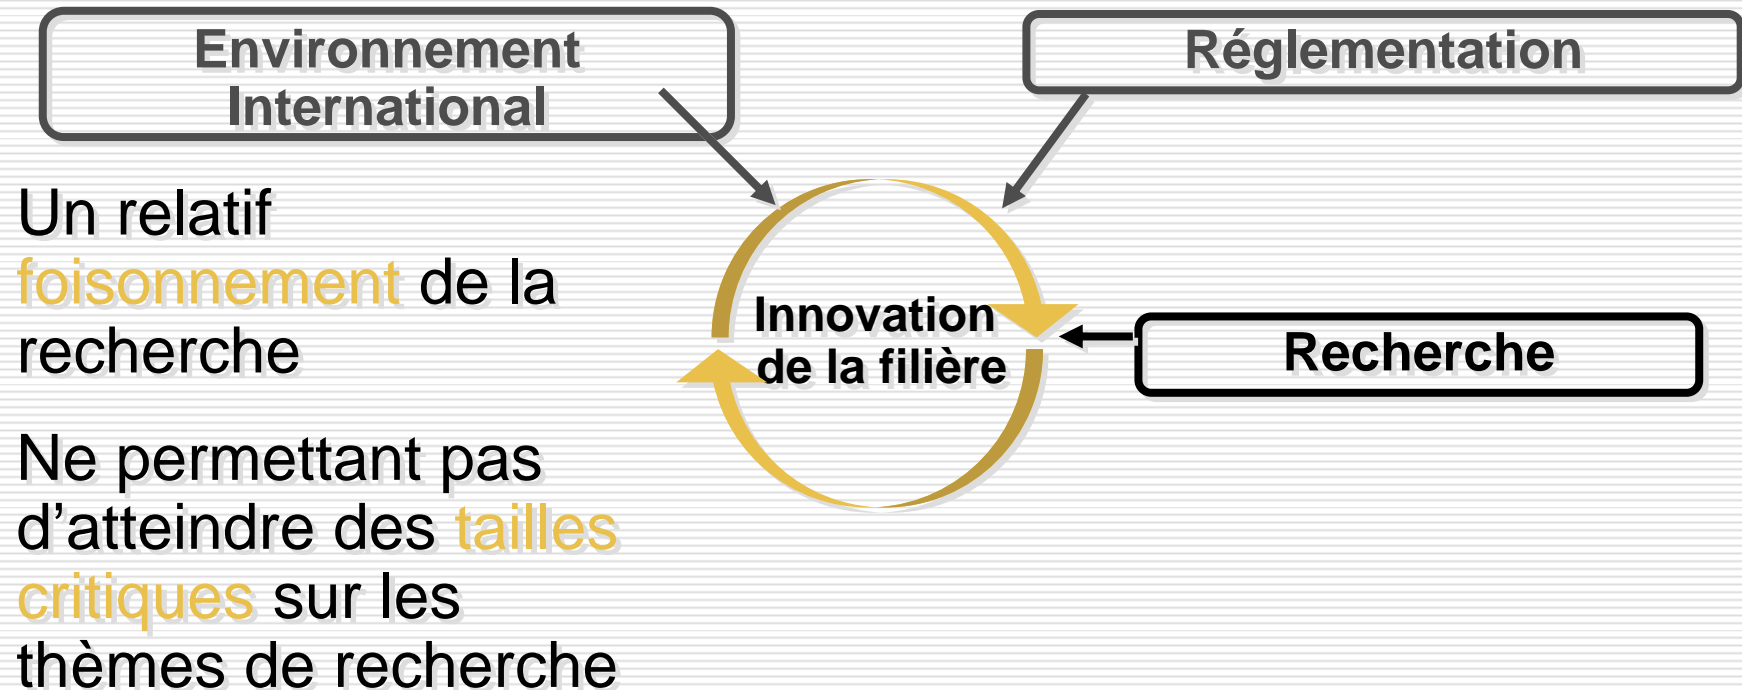 Environnement
International
Réglementation
Un relatif
foisonnement de la
recherche
Innovation
de la filière
Recherche
Ne permettant pas
d’atteindre des tailles
critiques sur les
thèmes de recherche